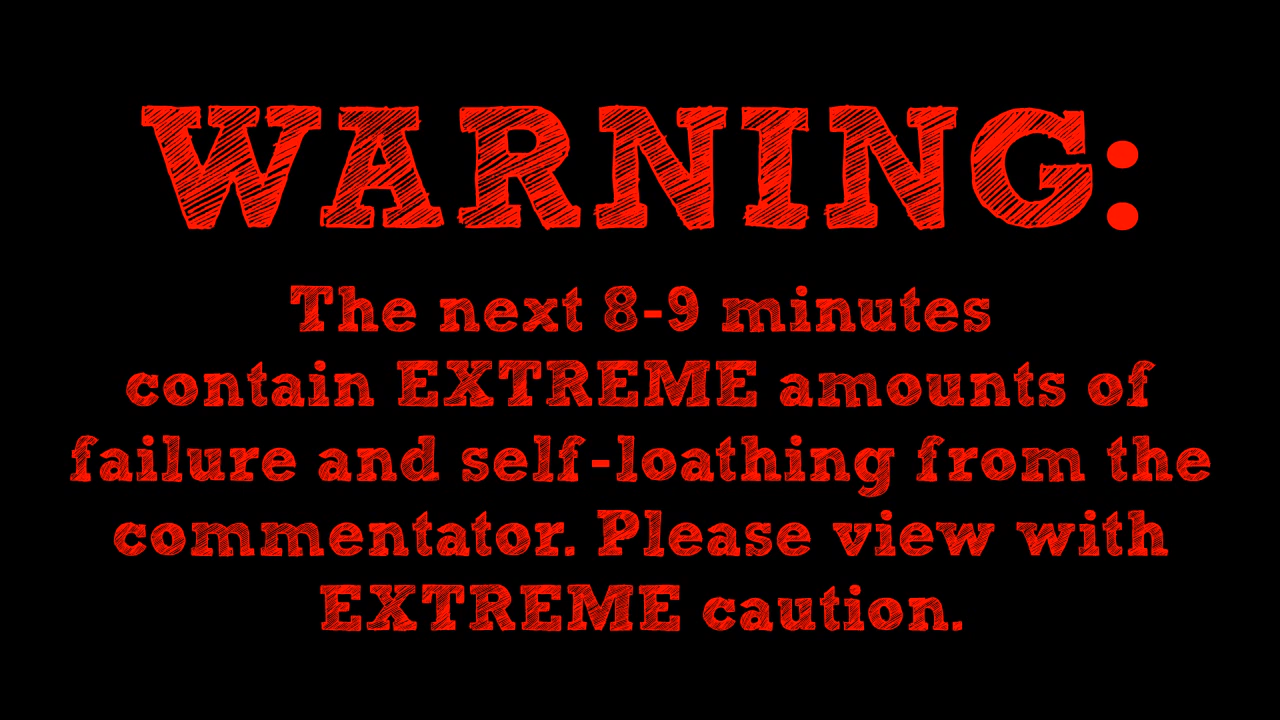 WARNING:
The next 8-9 minutes
contain EXTREME amounts of
failure and self-loathing from the
commentator. Please view with
EXTREME caution.